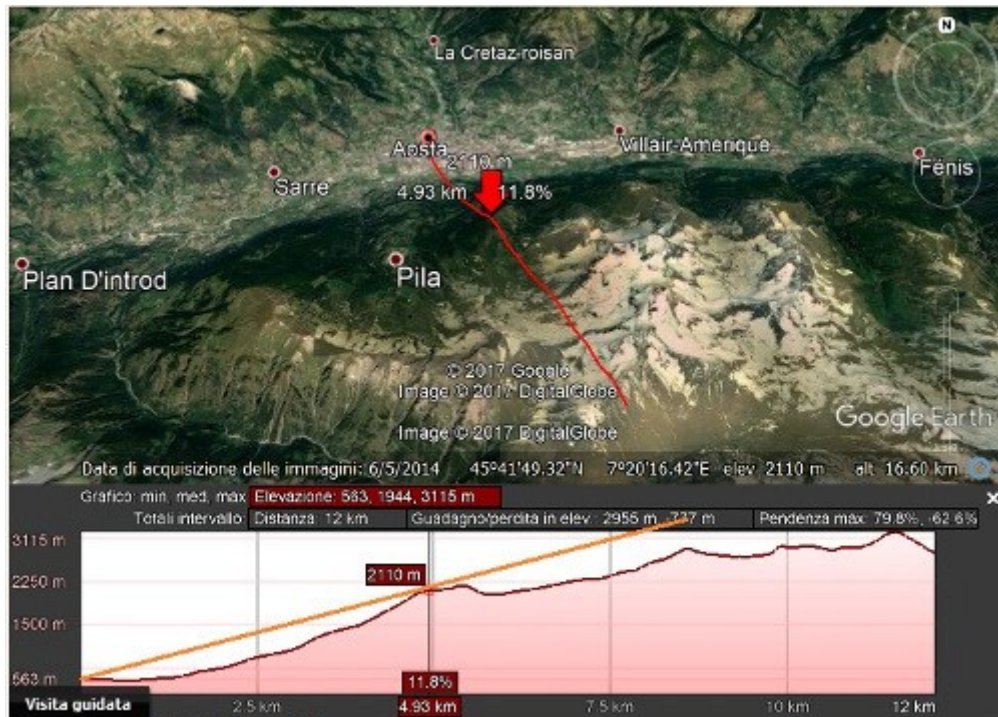 N
La Cretaz-roisan
Aosta
2110 m
Villair-Amerique
Fénis
Sarre
4.93 km 11.8%
Plan D'introd
Pila
© 2017 Google
Image © 2017 DigitalGlobe
Image © 2017 DigitalGlobe
Google Earth
Data di acquisizione delle immagini: 6/5/2014 45°41'49.32"N 7°20'16.42"E elev 2110 m alt 16.60 km
Grafico: min, med, max Elevazione: 563, 1944, 3115 m
Totali intervallo: Distanza: 12 km Guadagno/perdita in elev.: 2955 m, -737 m Pendenza max: 79.8%, -62.6%
3115 m
2250 m
2110 m
1500 m
563 m
11.8%
Visita guidata
2.5 km 4.93 km 7.5 km 10 km 12 km